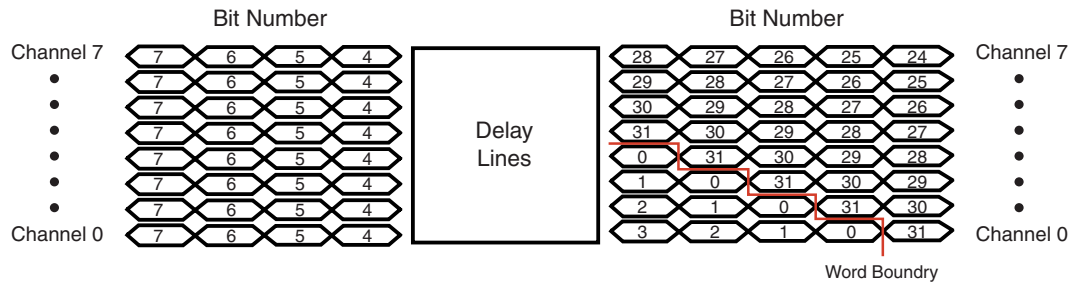 Bit Number Bit Number
Channel 7 7 6 5 4 28 27 26 25 24 Channel 7
7 6 5 4 29 28 27 26 25
7 6 5 4 30 29 28 27 26
7 6 5 4 Delay 31 30 29 28 27
7 6 5 4 Lines 0 31 30 29 28
7 6 5 4 1 0 31 30 29
7 6 5 4 2 1 0 31 30
Channel 0 7 6 5 4 3 2 1 0 31 Channel 0
Word Boundry